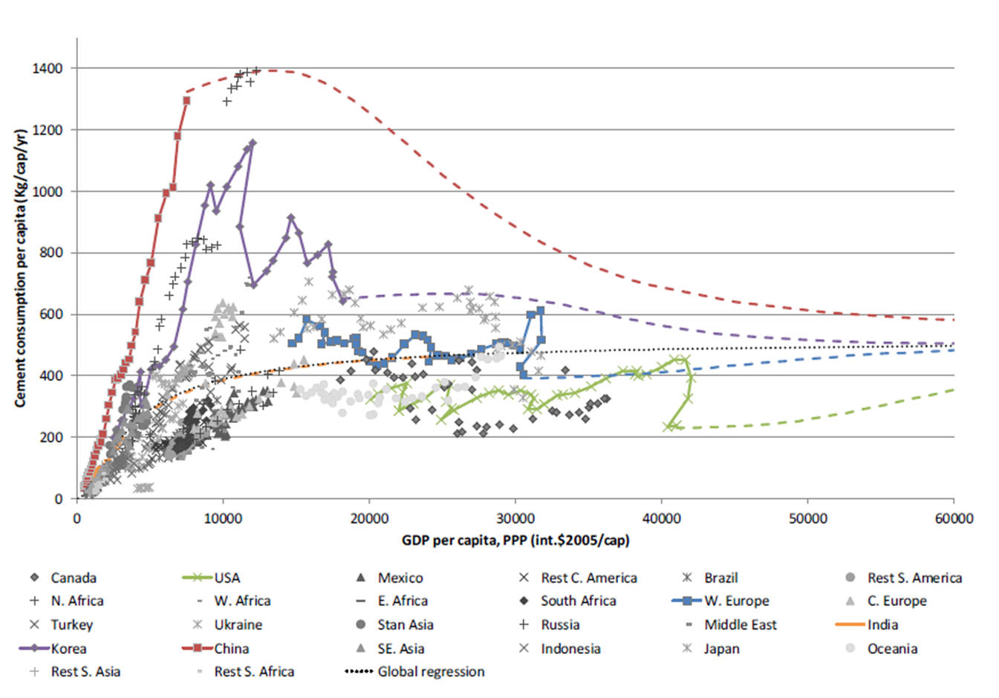 Cement consumption per capita (Kg/cap/yr)
1400
1200
1000
800
600
400
200
0
0 10000 20000 30000 40000 50000 60000
GDP per capita, PPP (int.$2005/cap)
Canada USA Mexico Rest C. America Brazil Rest S. America
N. Africa W. Africa E. Africa South Africa W. Europe C. Europe
Turkey Ukraine Stan Asia Russia Middle East India
Korea China SE. Asia Indonesia Japan Oceania
Rest S. Asia Rest S. Africa Global regression